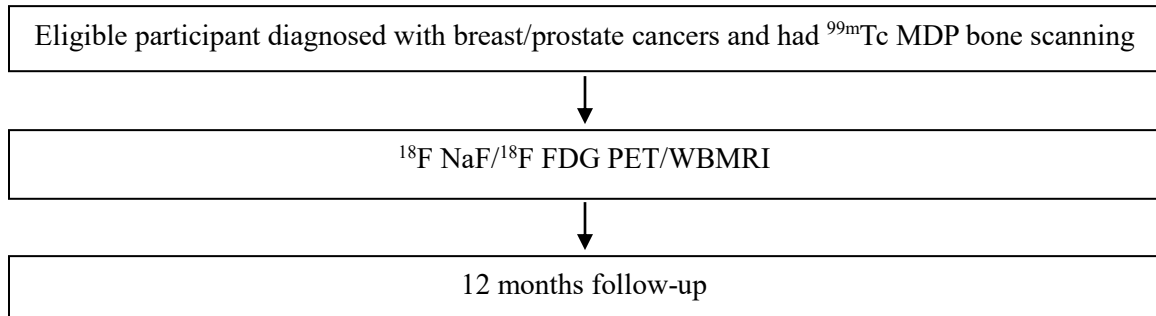 Eligible participant diagnosed with breast/prostate cancers and had ⁹⁹ᵐTc MDP bone scanning
¹⁸F NaF/¹⁸F FDG PET/WBMRI
12 months follow-up